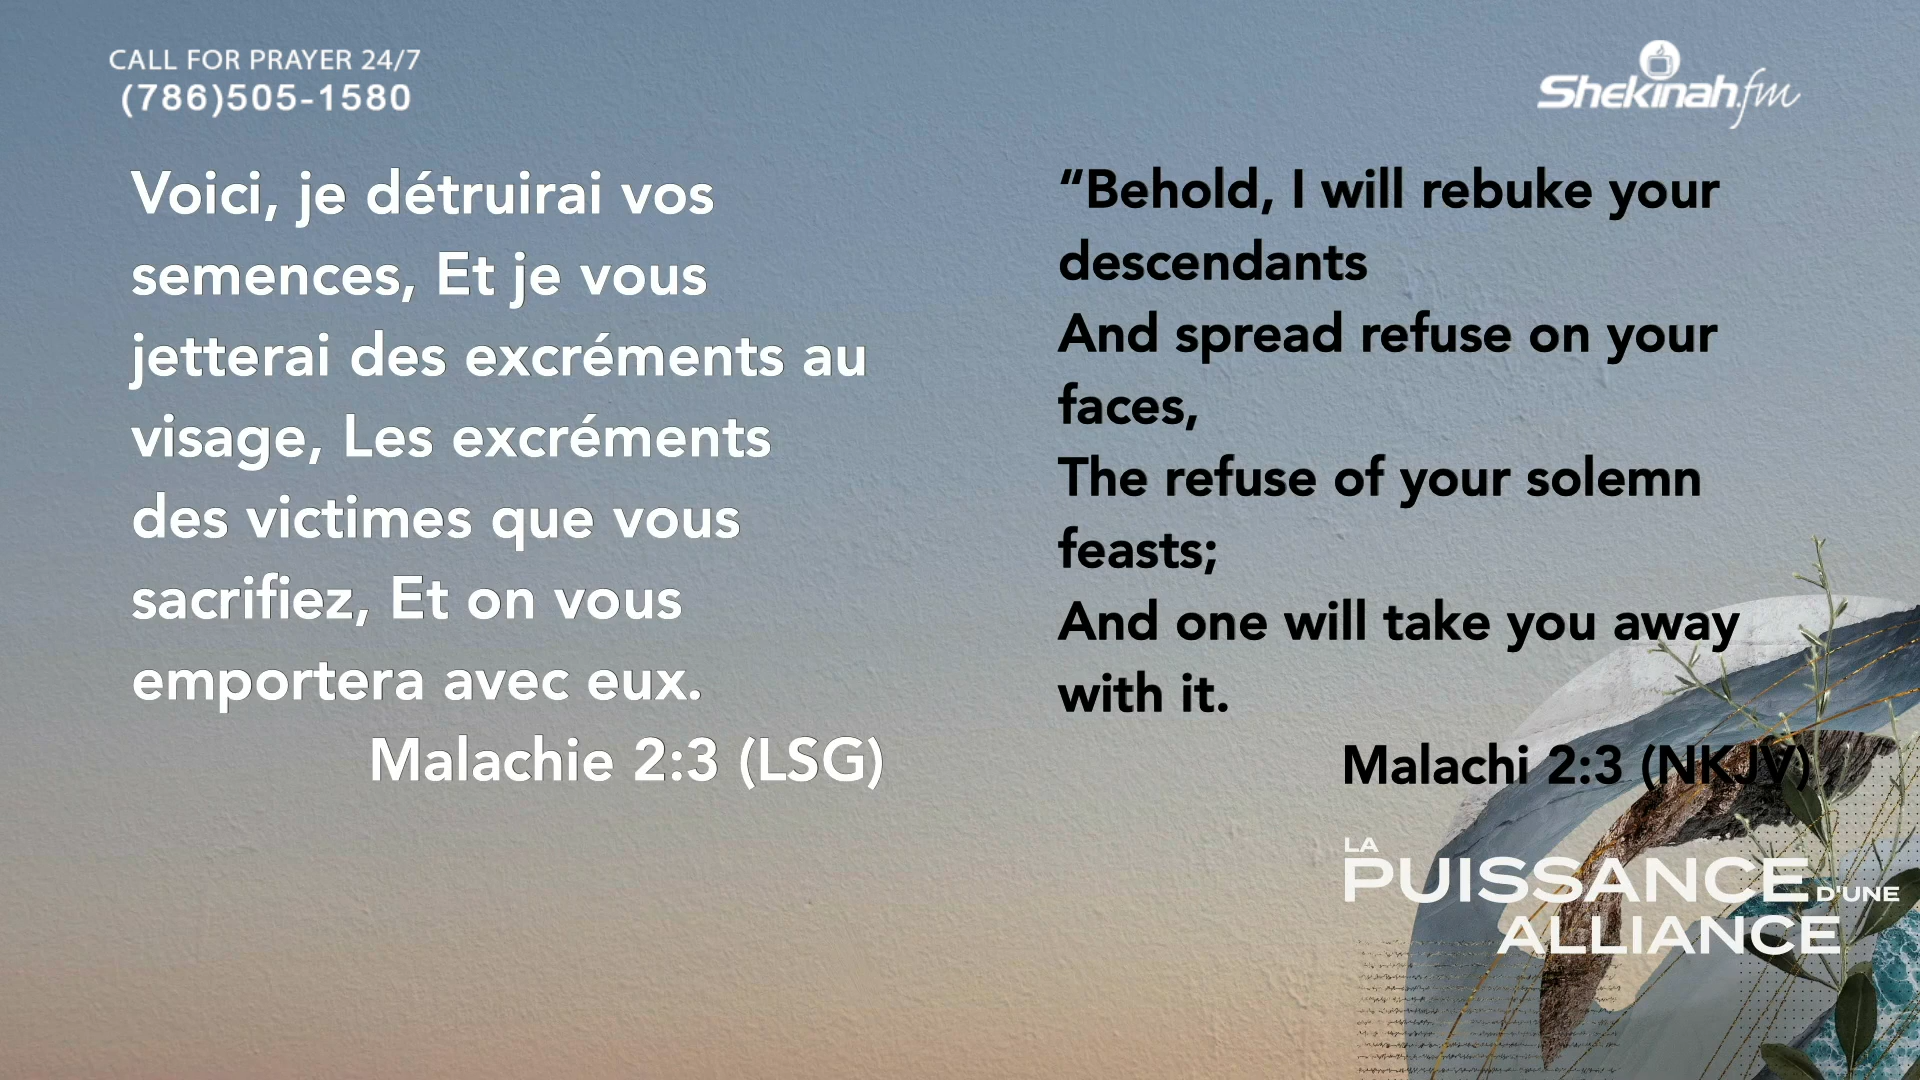 CALL FOR PRAYER 24/7
(786)505-1580
Shekinah.fm
Voici, je détruirai vos
semences, Et je vous
jetterai des excréments au
visage, Les excréments
des victimes que vous
sacrifiez, Et on vous
emportera avec eux.
Malachie 2:3 (LSG)
“Behold, I will rebuke your
descendants
And spread refuse on your
faces,
The refuse of your solemn
feasts;
And one will take you away
with it.
Malachi 2:3 (NKJV)
LA
PUISSANCE D'UNE
ALLIANCE